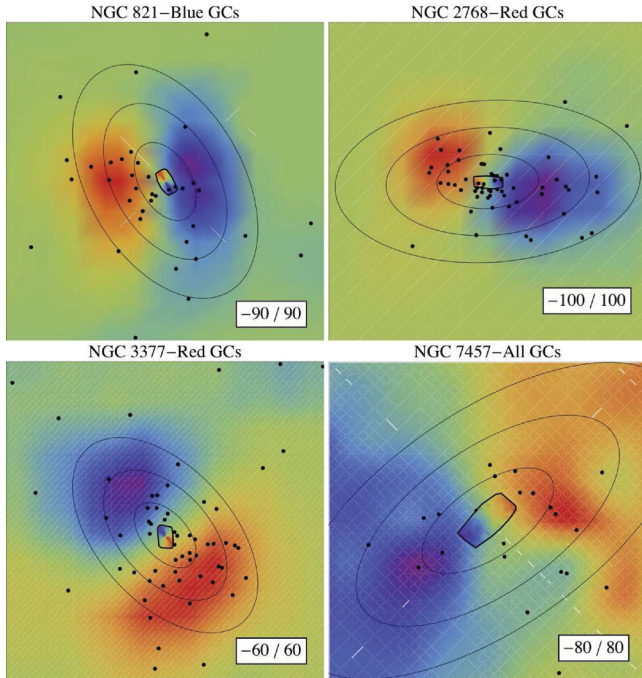 NGC 821−Blue GCs
NGC 2768−Red GCs
−90 / 90
−100 / 100
NGC 3377−Red GCs
NGC 7457−All GCs
−60 / 60
−80 / 80